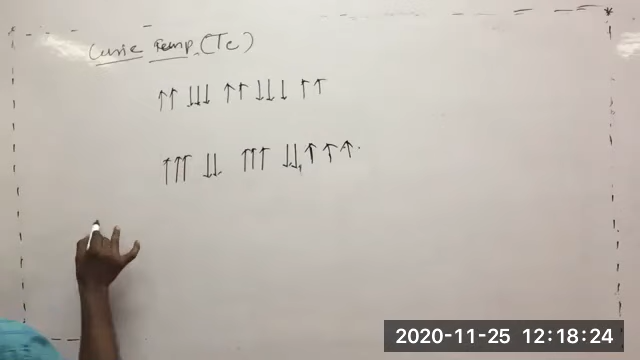 Curie Temp. (Tc)
↑↑ ↓↓↓ ↑↑ ↓↓↓ ↑↑
↑↑↑ ↓↓ ↑↑↑ ↓↓ ↑↑↑
2020-11-25 12:18:24